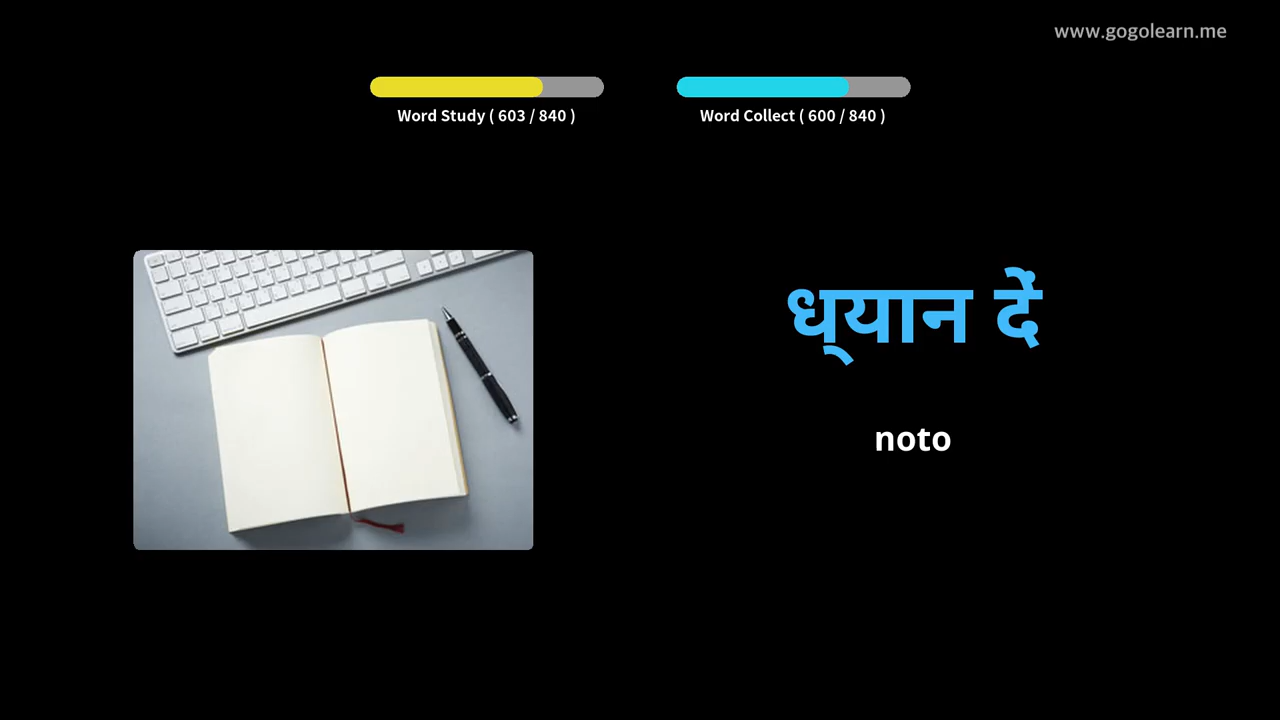 www.gogolearn.me
Word Study ( 603 / 840 )
Word Collect ( 600 / 840 )
ध्यान दें
noto